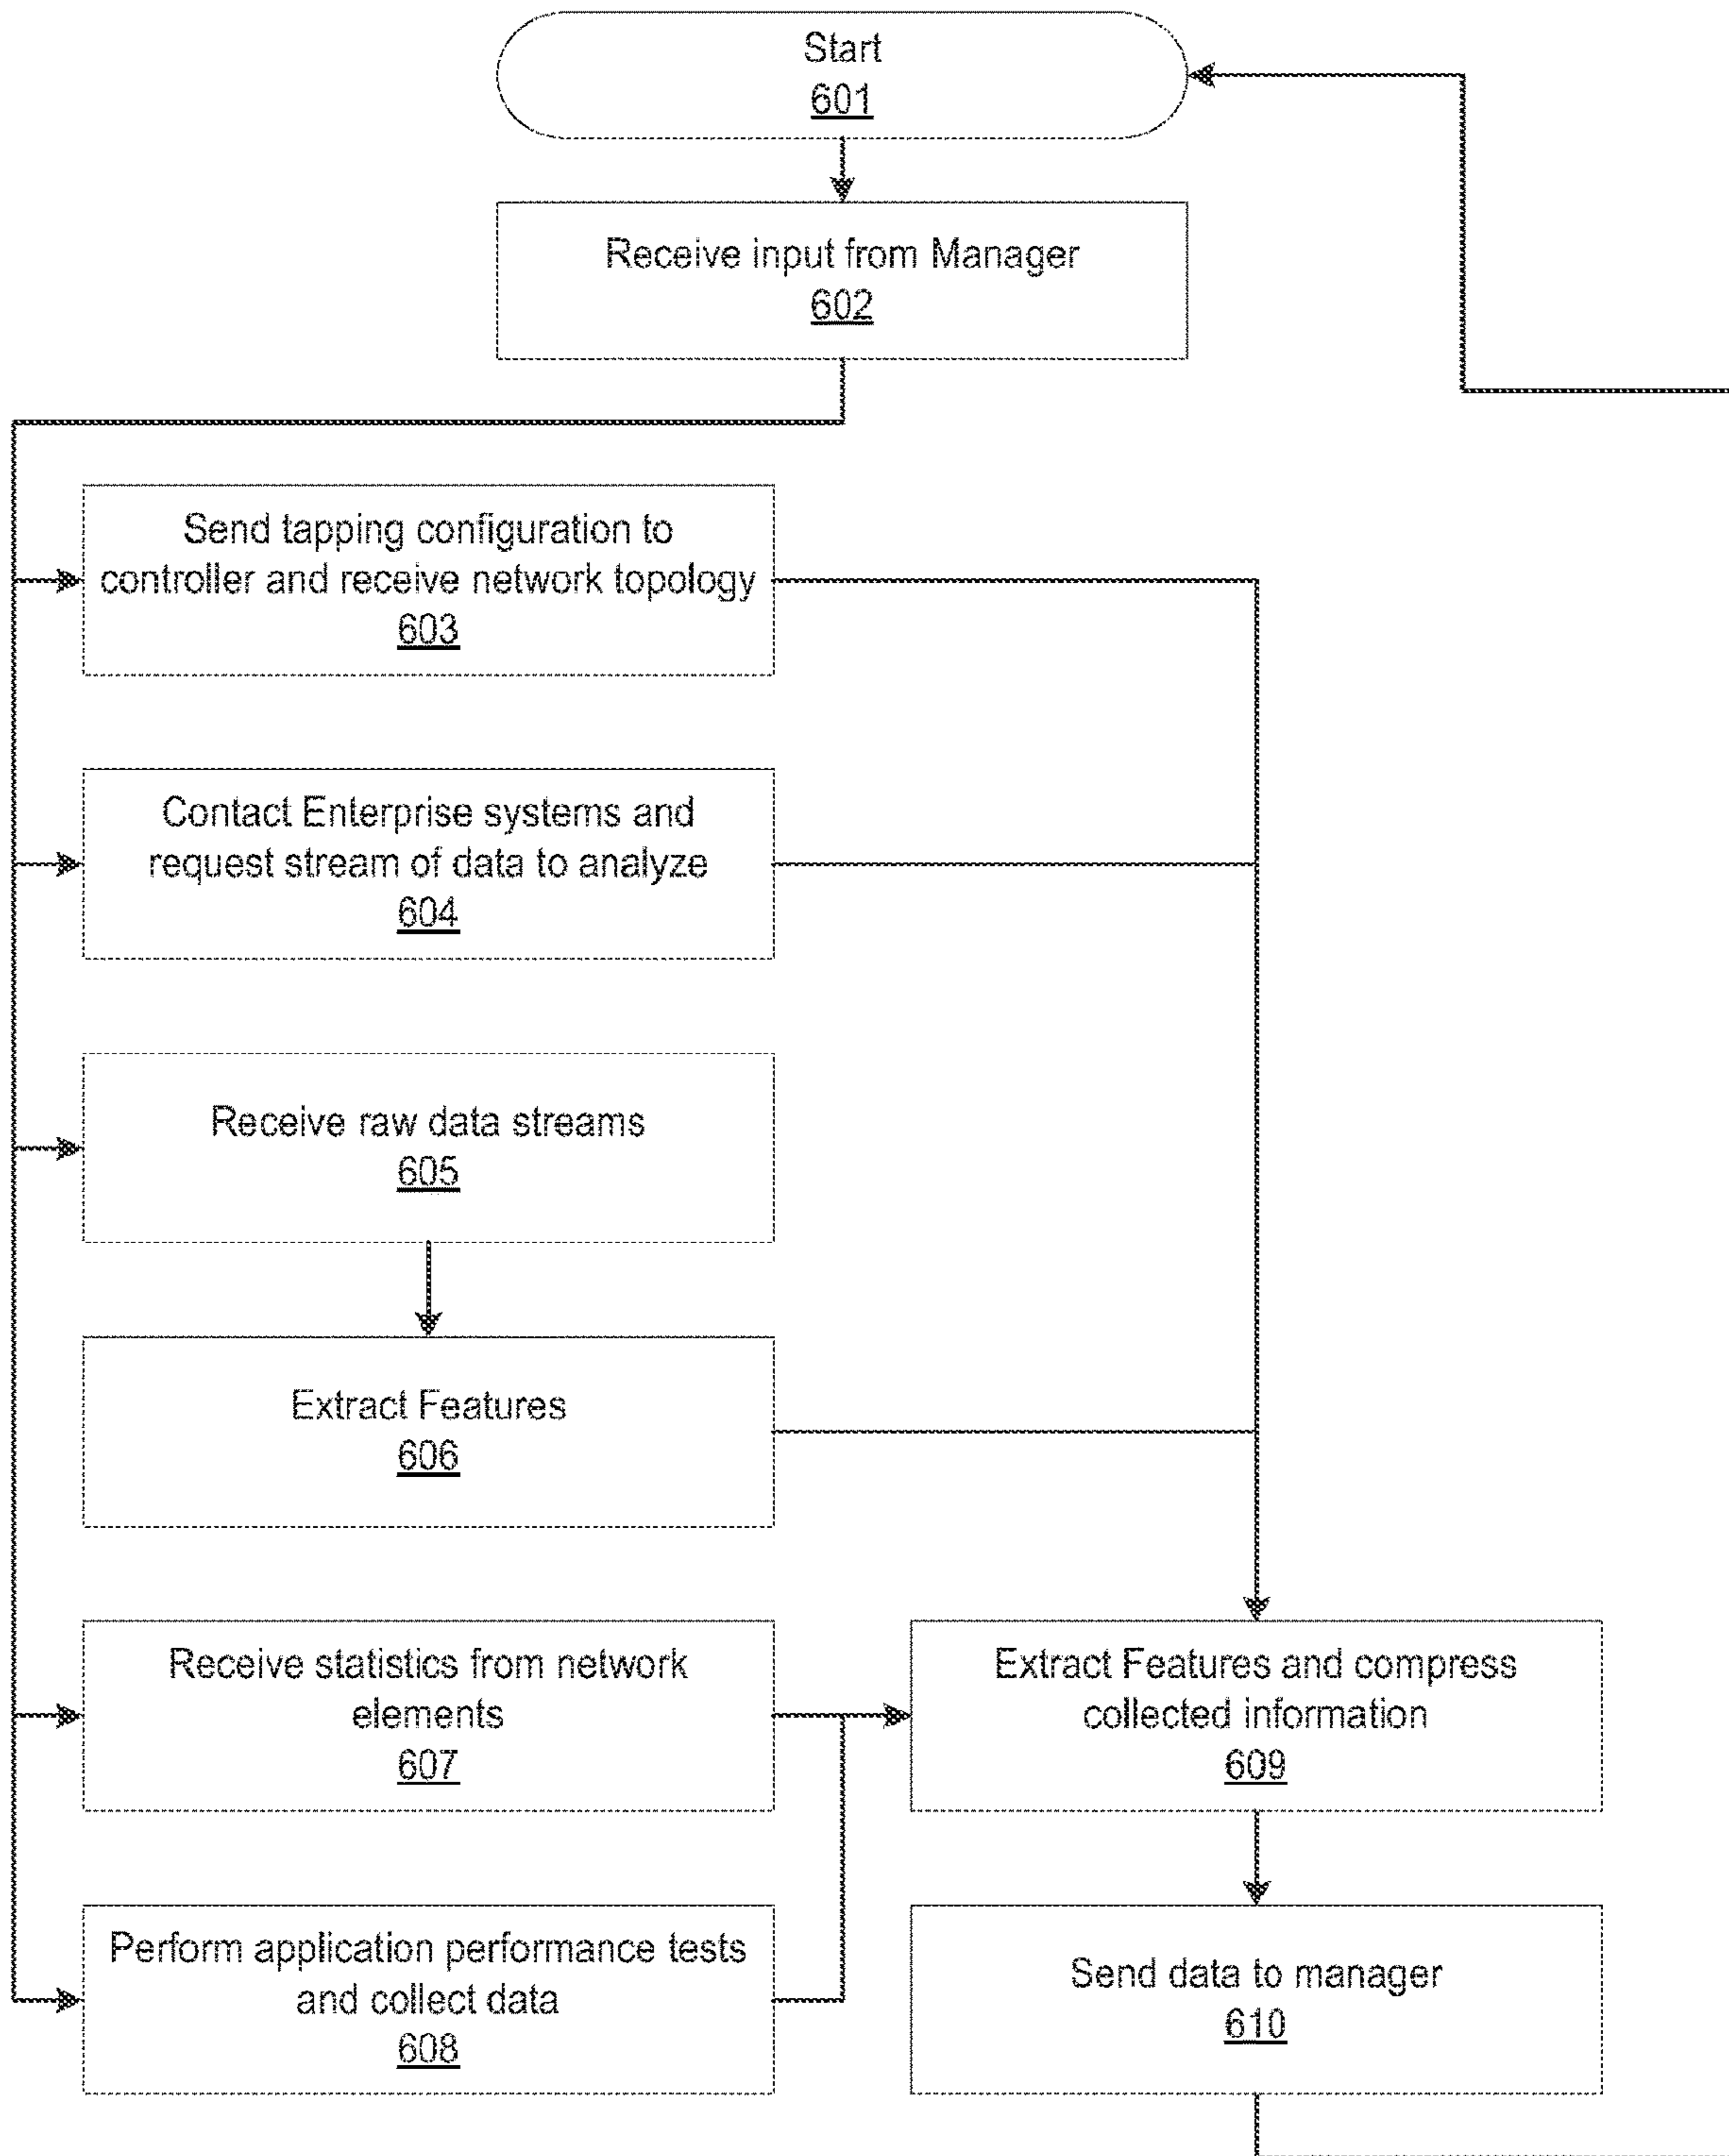 Start
601
Receive input from Manager
602
Send tapping configuration to
controller and receive network topology
603
Contact Enterprise systems and
request stream of data to analyze
604
Receive raw data streams
605
Extract Features
606
Receive statistics from network
elements
607
Extract Features and compress
collected information
609
Perform application performance tests
and collect data
608
Send data to manager
610